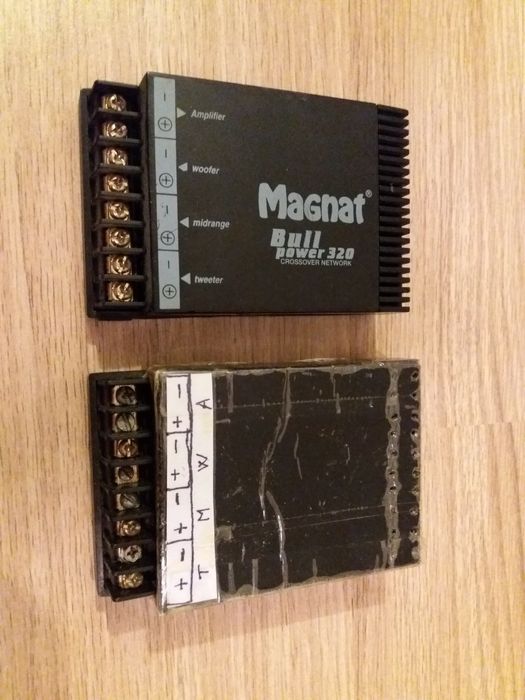 − Amplifier
+
− woofer
+
− midrange
+
− tweeter
+
Magnat®
Bull
power 320
CROSSOVER NETWORK
+ − + − + − + −
T M W A